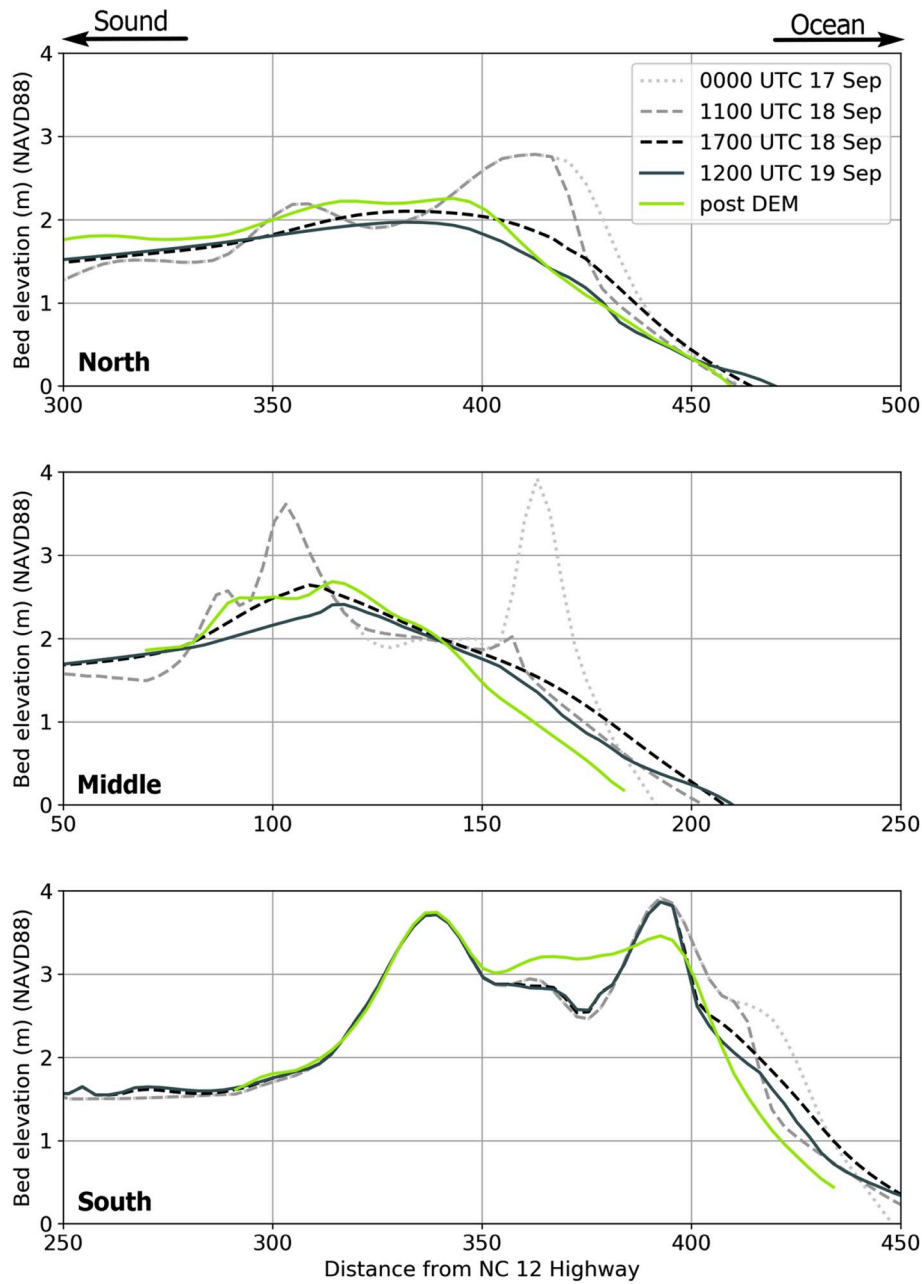 Sound
Ocean
4
3
2
1
0
Bed elevation (m) (NAVD88)
0000 UTC 17 Sep
1100 UTC 18 Sep
1700 UTC 18 Sep
1200 UTC 19 Sep
post DEM
North
300 350 400 450 500
4
3
2
1
0
Bed elevation (m) (NAVD88)
Middle
50 100 150 200 250
4
3
2
1
0
Bed elevation (m) (NAVD88)
South
250 300 350 400 450
Distance from NC 12 Highway